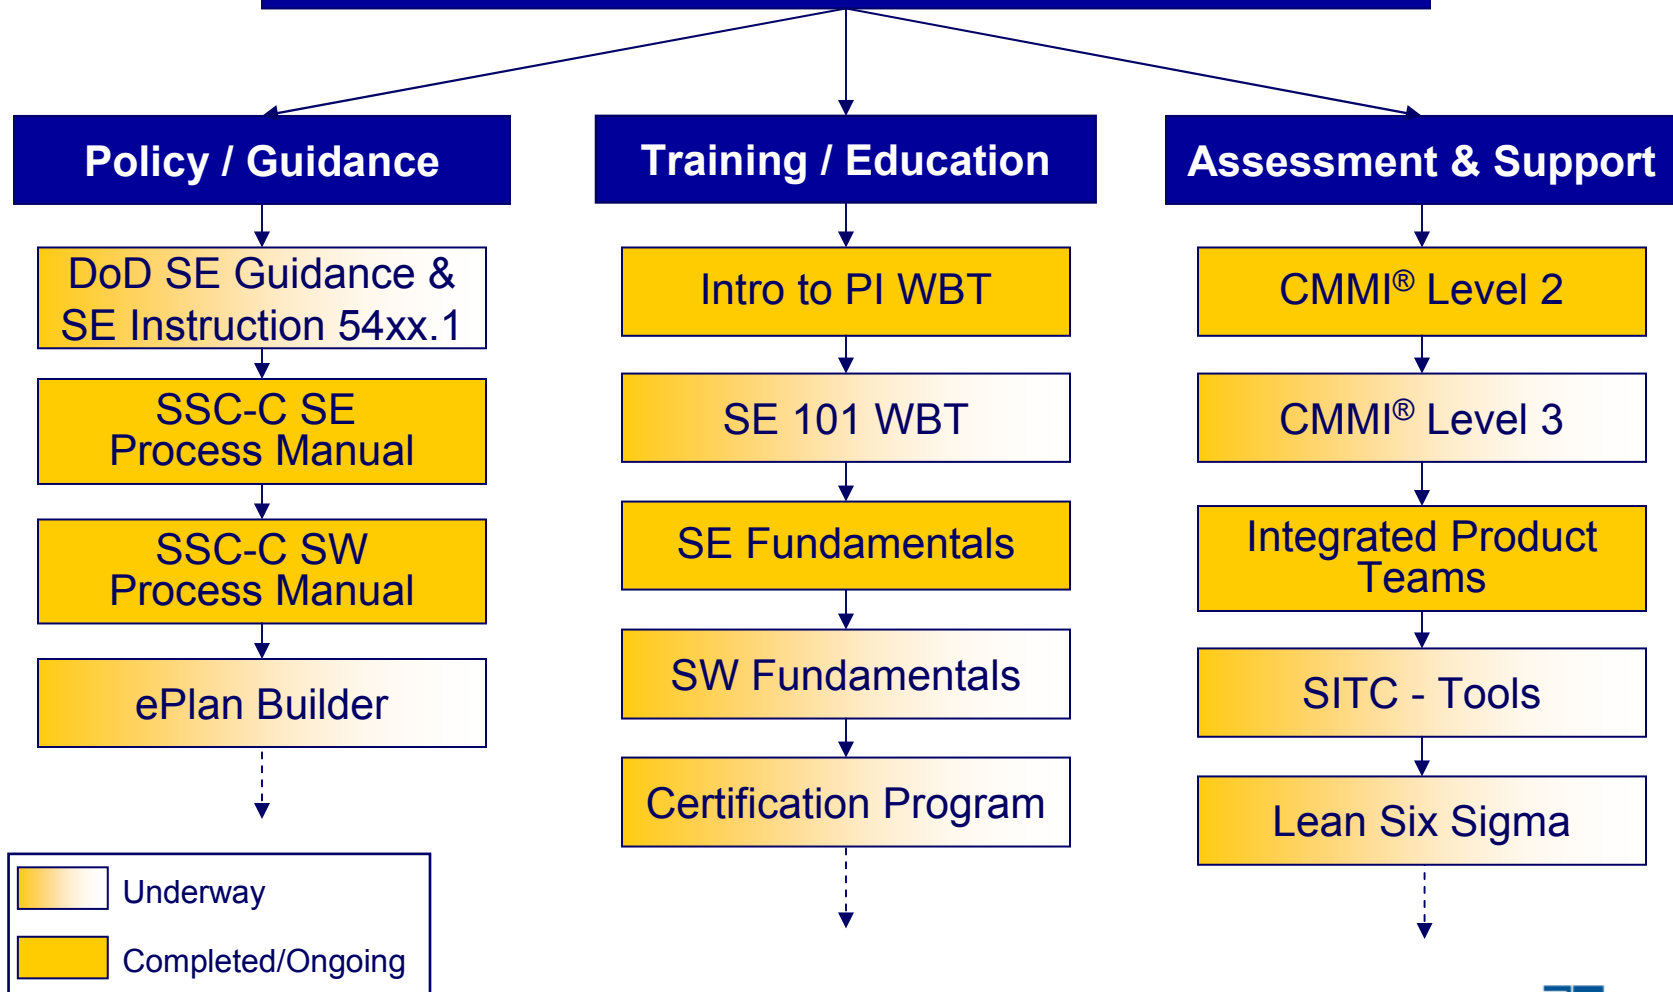 Policy / Guidance
Training / Education
Assessment & Support
DoD SE Guidance &
SE Instruction 54xx.1
SSC-C SE
Process Manual
SSC-C SW
Process Manual
ePlan Builder
Intro to PI WBT
SE 101 WBT
SE Fundamentals
SW Fundamentals
Certification Program
CMMI® Level 2
CMMI® Level 3
Integrated Product
Teams
SITC - Tools
Lean Six Sigma
Underway
Completed/Ongoing